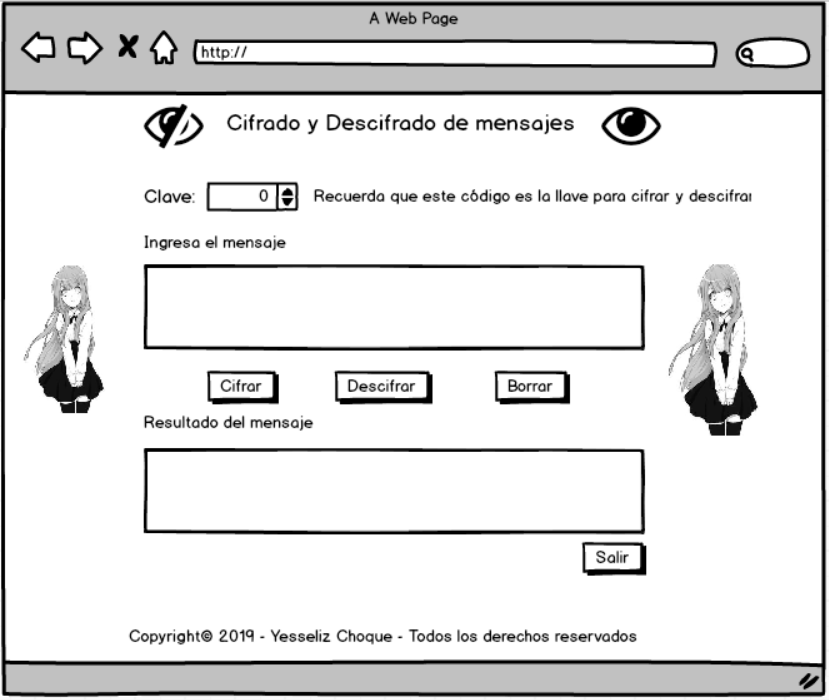 A Web Page
http://
Cifrado y Descifrado de mensajes
Clave: 0 Recuerda que este código es la llave para cifrar y descifrar
Ingresa el mensaje
Cifrar Descifrar Borrar
Resultado del mensaje
Salir
Copyright© 2019 - Yesseliz Choque - Todos los derechos reservados